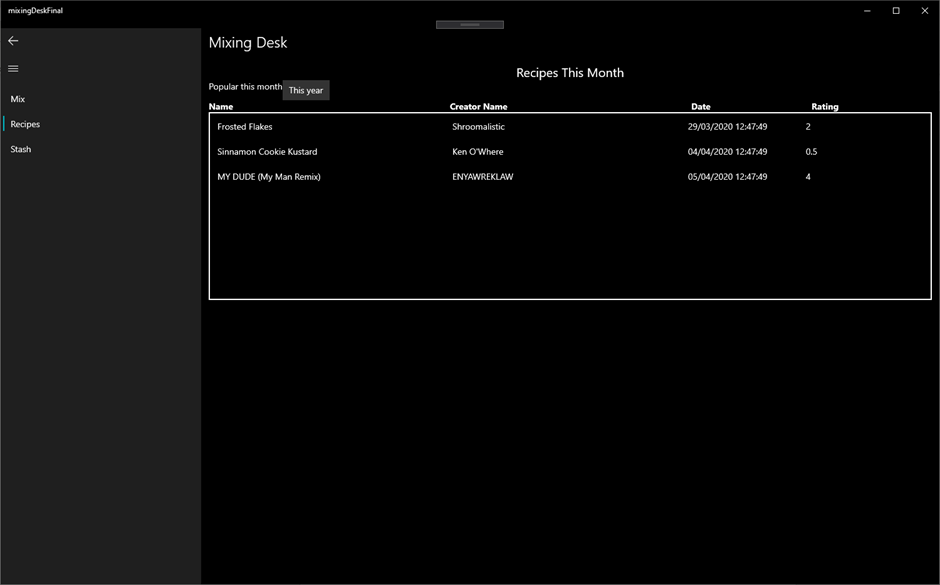 mixingDeskFinal
Mixing Desk
Mix
Recipes
Stash
Recipes This Month
Popular this month This year
Name Creator Name Date Rating
Frosted Flakes Shroomalistic 29/03/2020 12:47:49 2
Sinnamon Cookie Kustard Ken O'Where 04/04/2020 12:47:49 0.5
MY DUDE (My Man Remix) ENYAWREKLAW 05/04/2020 12:47:49 4